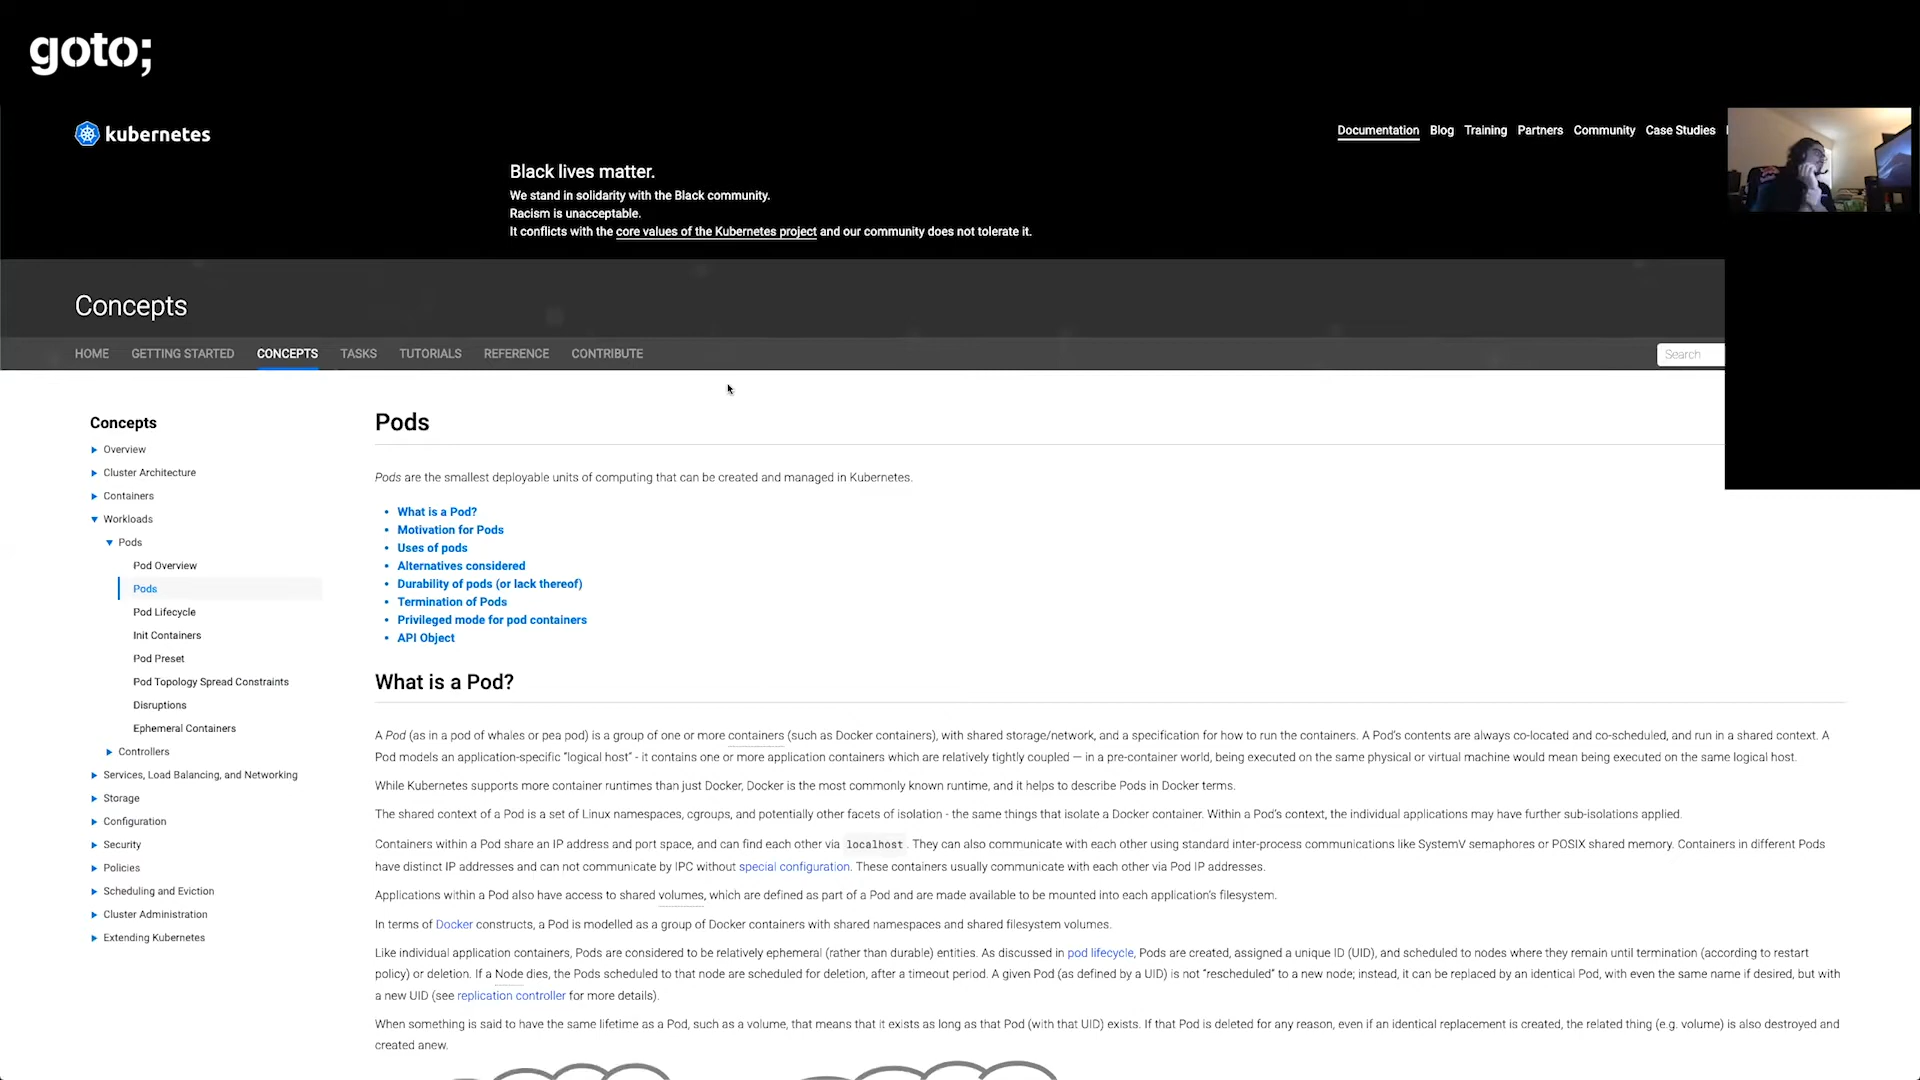 goto;
kubernetes
Documentation Blog Training Partners Community Case Studies
Black lives matter.
We stand in solidarity with the Black community.
Racism is unacceptable.
It conflicts with the core values of the Kubernetes project and our community does not tolerate it.
Concepts
HOME GETTING STARTED CONCEPTS TASKS TUTORIALS REFERENCE CONTRIBUTE
Search
Concepts
Overview
Cluster Architecture
Containers
Workloads
Pods
Pod Overview
Pods
Pod Lifecycle
Init Containers
Pod Preset
Pod Topology Spread Constraints
Disruptions
Ephemeral Containers
Controllers
Services, Load Balancing, and Networking
Storage
Configuration
Security
Policies
Scheduling and Eviction
Cluster Administration
Extending Kubernetes
Pods
Pods are the smallest deployable units of computing that can be created and managed in Kubernetes.
• What is a Pod?
• Motivation for Pods
• Uses of pods
• Alternatives considered
• Durability of pods (or lack thereof)
• Termination of Pods
• Privileged mode for pod containers
• API Object
What is a Pod?
A Pod (as in a pod of whales or pea pod) is a group of one or more containers (such as Docker containers), with shared storage/network, and a specification for how to run the containers. A Pod's contents are always co-located and co-scheduled, and run in a shared context. A
Pod models an application-specific "logical host" - it contains one or more application containers which are relatively tightly coupled — in a pre-container world, being executed on the same physical or virtual machine would mean being executed on the same logical host.
While Kubernetes supports more container runtimes than just Docker, Docker is the most commonly known runtime, and it helps to describe Pods in Docker terms.
The shared context of a Pod is a set of Linux namespaces, cgroups, and potentially other facets of isolation - the same things that isolate a Docker container. Within a Pod's context, the individual applications may have further sub-isolations applied.
Containers within a Pod share an IP address and port space, and can find each other via localhost. They can also communicate with each other using standard inter-process communications like SystemV semaphores or POSIX shared memory. Containers in different Pods
have distinct IP addresses and can not communicate by IPC without special configuration. These containers usually communicate with each other via Pod IP addresses.
Applications within a Pod also have access to shared volumes, which are defined as part of a Pod and are made available to be mounted into each application's filesystem.
In terms of Docker constructs, a Pod is modelled as a group of Docker containers with shared namespaces and shared filesystem volumes.
Like individual application containers, Pods are considered to be relatively ephemeral (rather than durable) entities. As discussed in pod lifecycle, Pods are created, assigned a unique ID (UID), and scheduled to nodes where they remain until termination (according to restart
policy) or deletion. If a Node dies, the Pods scheduled to that node are scheduled for deletion, after a timeout period. A given Pod (as defined by a UID) is not "rescheduled" to a new node; instead, it can be replaced by an identical Pod, with even the same name if desired, but with
a new UID (see replication controller for more details).
When something is said to have the same lifetime as a Pod, such as a volume, that means that it exists as long as that Pod (with that UID) exists. If that Pod is deleted for any reason, even if an identical replacement is created, the related thing (e.g. volume) is also destroyed and
created anew.